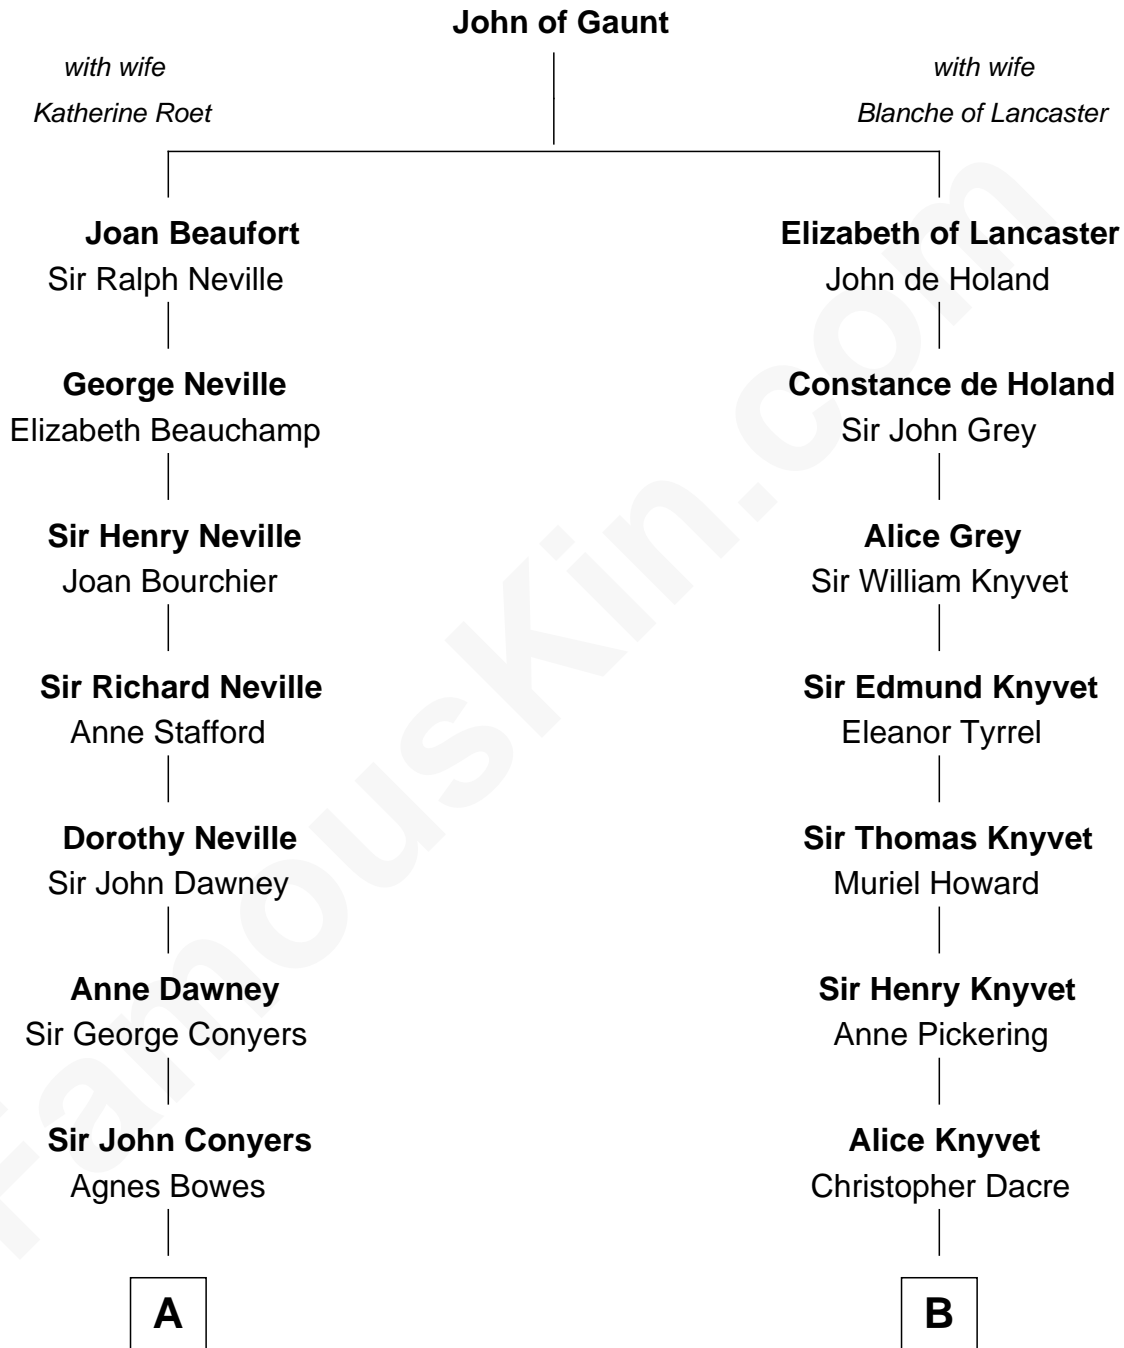 John of Gaunt
with wife
Katherine Roet
with wife
Blanche of Lancaster
Joan Beaufort
Sir Ralph Neville
Elizabeth of Lancaster
John de Holand
George Neville
Elizabeth Beauchamp
Constance de Holand
Sir John Grey
Sir Henry Neville
Joan Bourchier
Alice Grey
Sir William Knyvet
Sir Richard Neville
Anne Stafford
Sir Edmund Knyvet
Eleanor Tyrrel
Dorothy Neville
Sir John Dawney
Sir Thomas Knyvet
Muriel Howard
Anne Dawney
Sir George Conyers
Sir Henry Knyvet
Anne Pickering
Sir John Conyers
Agnes Bowes
Alice Knyvet
Christopher Dacre
A
B
FamousKin.com